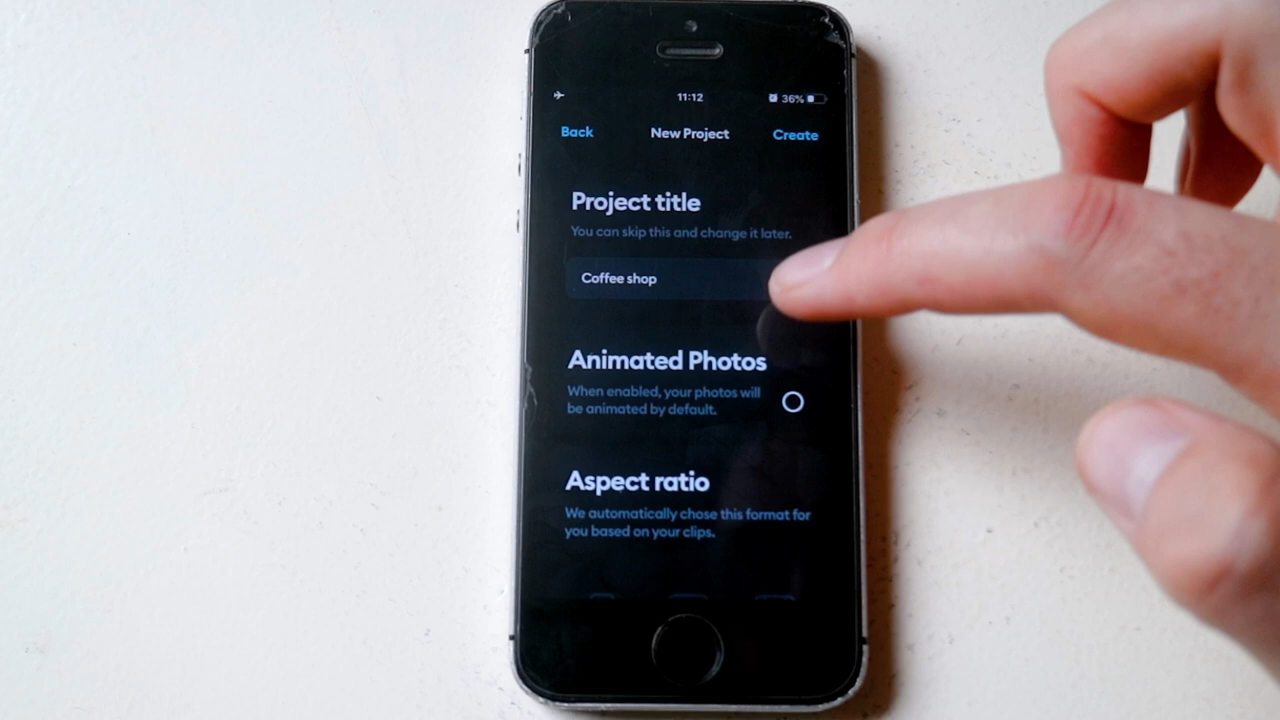 11:12
36%
Back
New Project
Create
Project title
You can skip this and change it later.
Coffee shop
Animated Photos
When enabled, your photos will
be animated by default.
Aspect ratio
We automatically chose this format for
you based on your clips.